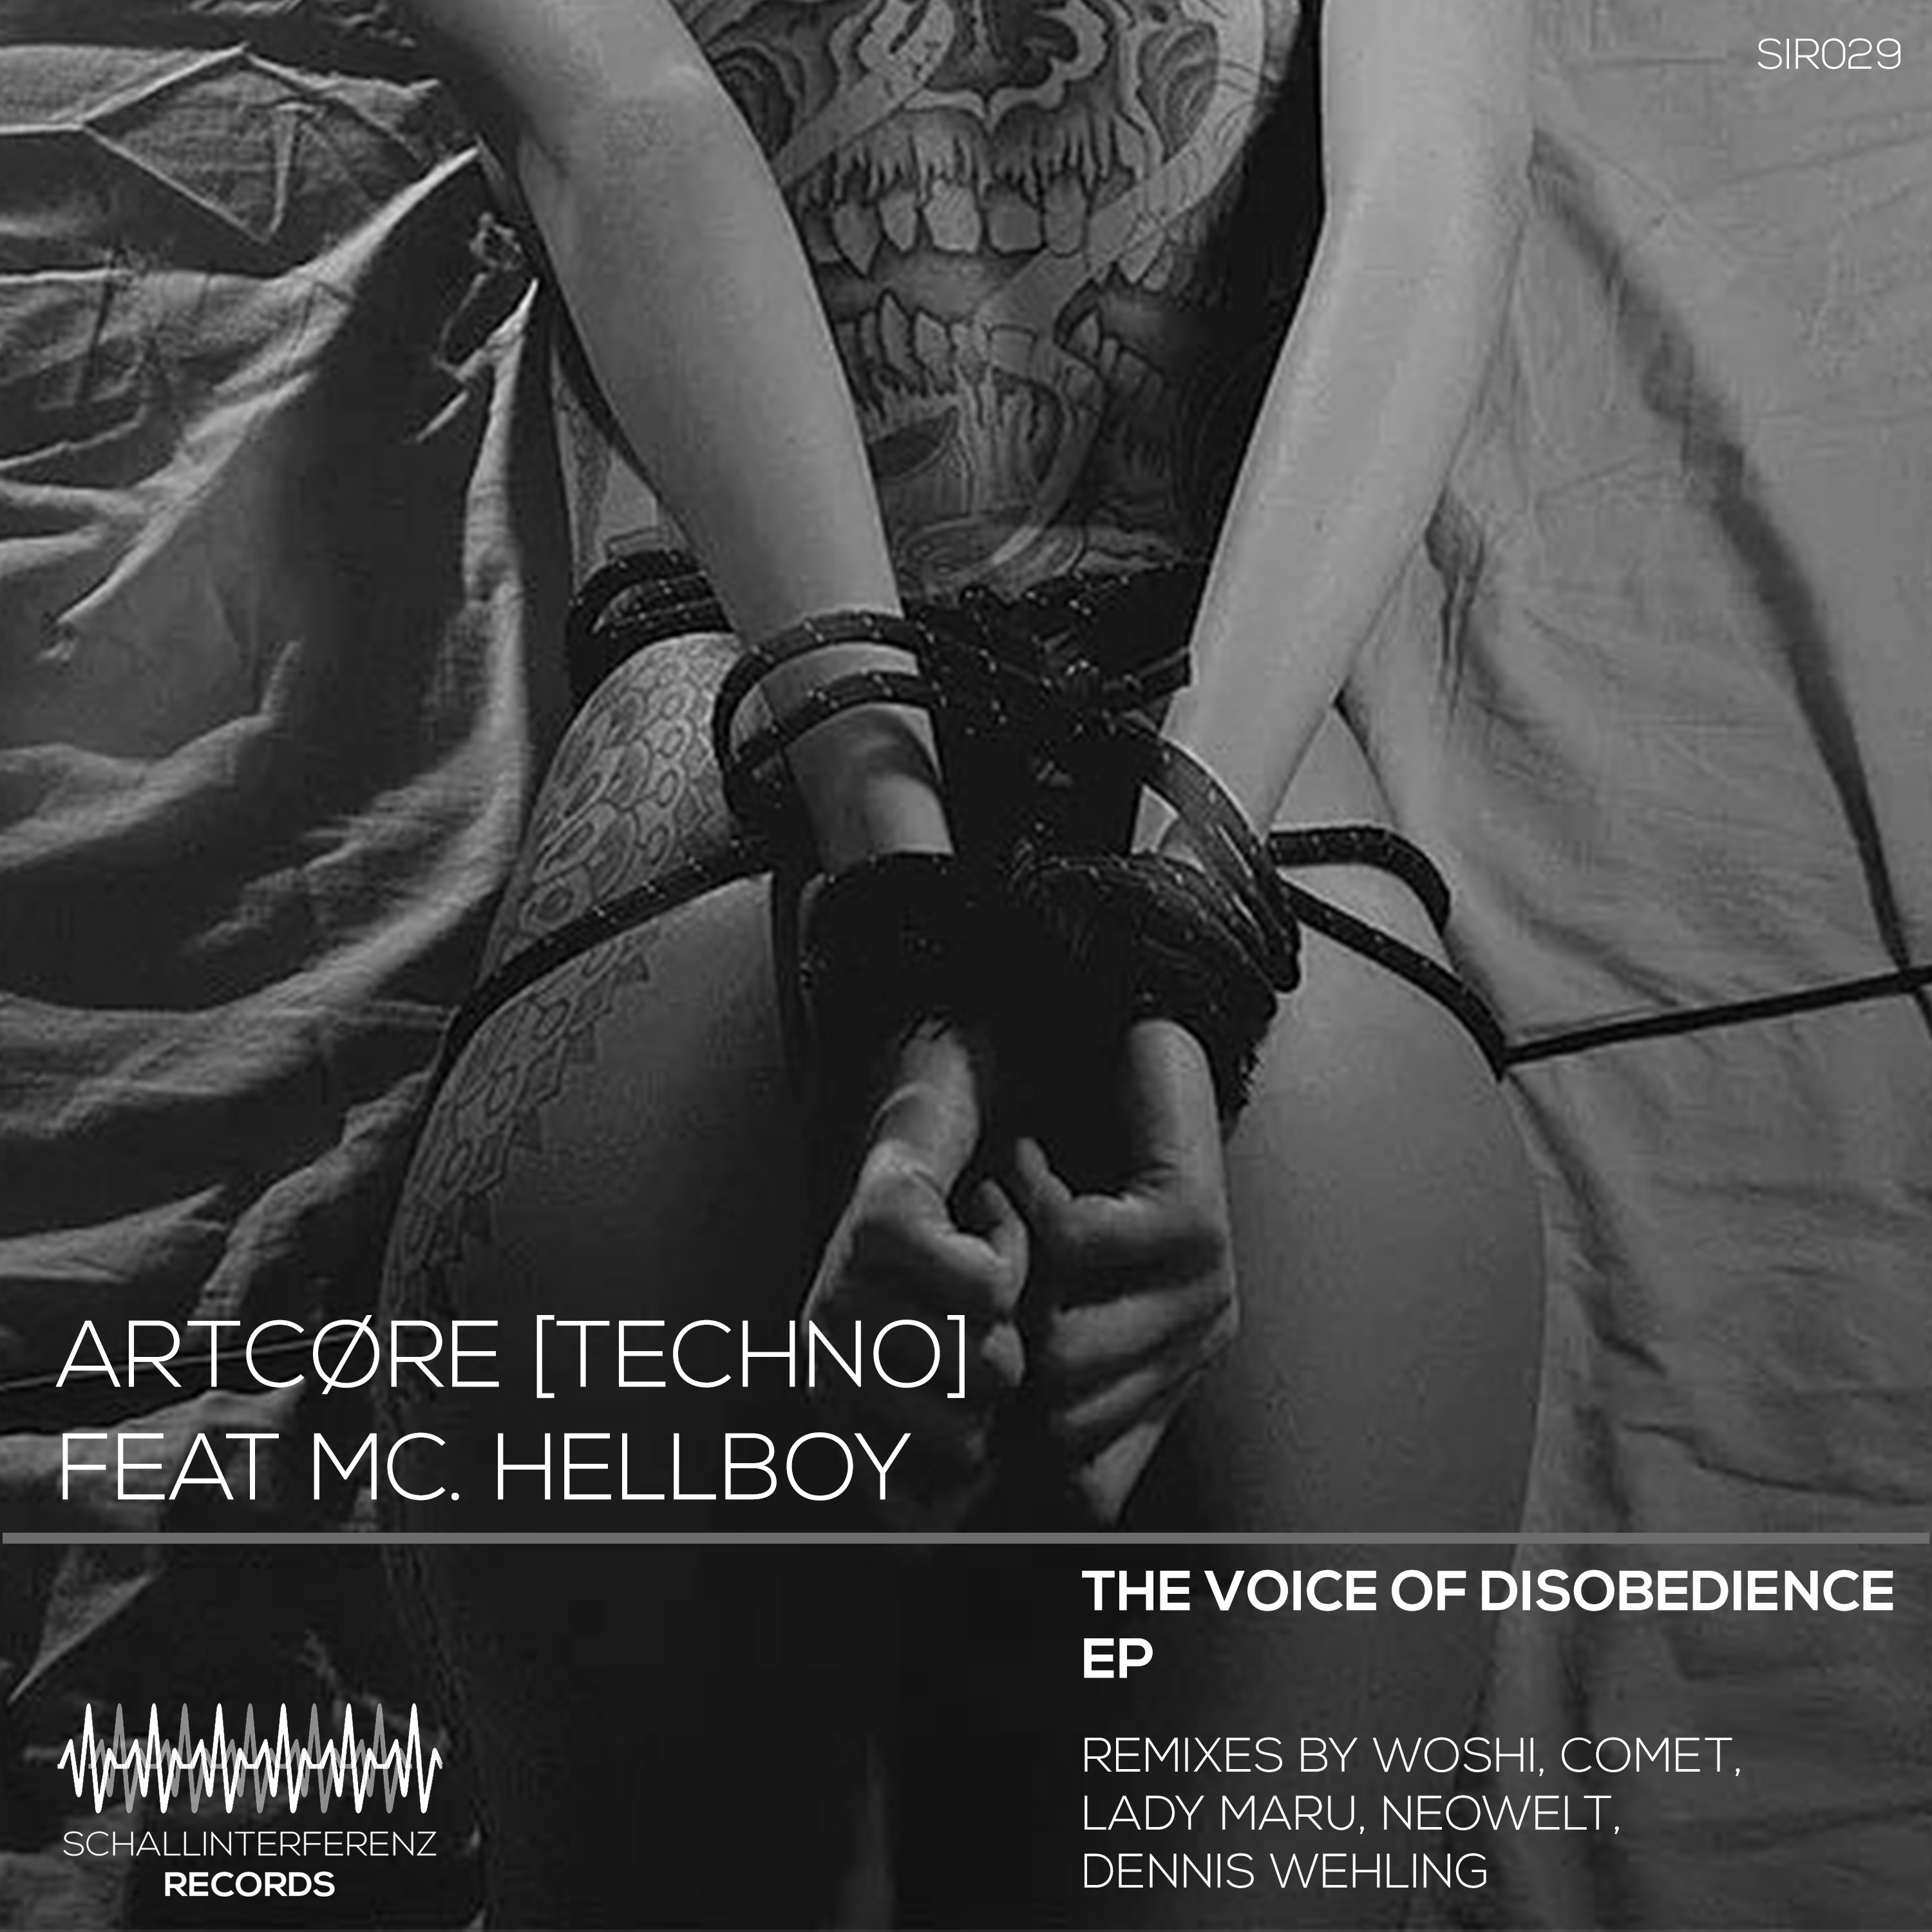 SIR029
ARTCØRE [TECHNO]
FEAT MC. HELLBOY
THE VOICE OF DISOBEDIENCE
EP
REMIXES BY WOSHI, COMET,
LADY MARU, NEOWELT,
DENNIS WEHLING
SCHALLINTERFERENZ
RECORDS